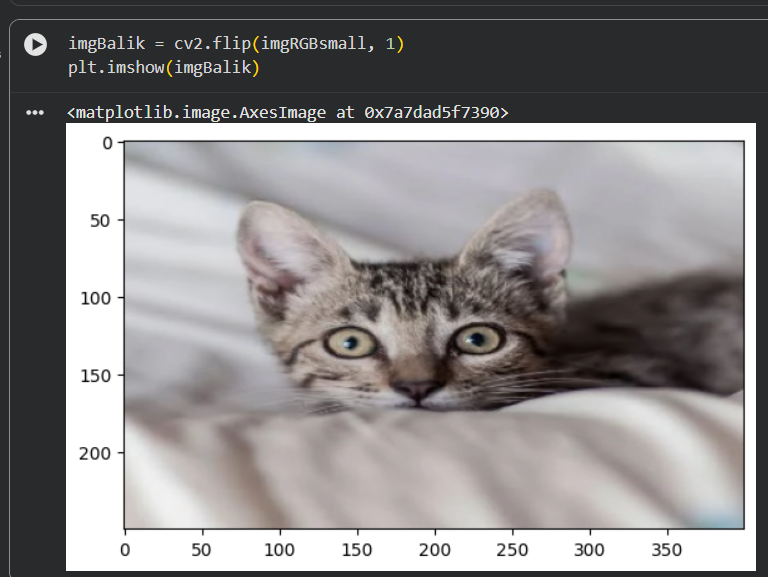 imgBalik = cv2.flip(imgRGBsmall, 1)
plt.imshow(imgBalik)
<matplotlib.image.AxesImage at 0x7a7dad5f7390>
0
50
100
150
200
0 50 100 150 200 250 300 350